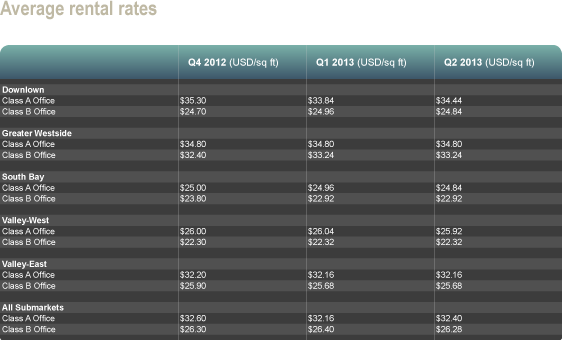 Average rental rates
Q4 2012 (USD/sq ft) Q1 2013 (USD/sq ft) Q2 2013 (USD/sq ft)
Downlown
Class A Office $35.30 $33.84 $34.44
Class B Office $24.70 $24.96 $24.84
Greater Westside
Class A Office $34.80 $34.80 $34.80
Class B Office $32.40 $33.24 $33.24
South Bay
Class A Office $25.00 $24.96 $24.84
Class B Office $23.80 $22.92 $22.92
Valley-West
Class A Office $26.00 $26.04 $25.92
Class B Office $22.30 $22.32 $22.32
Valley-East
Class A Office $32.20 $32.16 $32.16
Class B Office $25.90 $25.68 $25.68
All Submarkets
Class A Office $32.60 $32.16 $32.40
Class B Office $26.30 $26.40 $26.28